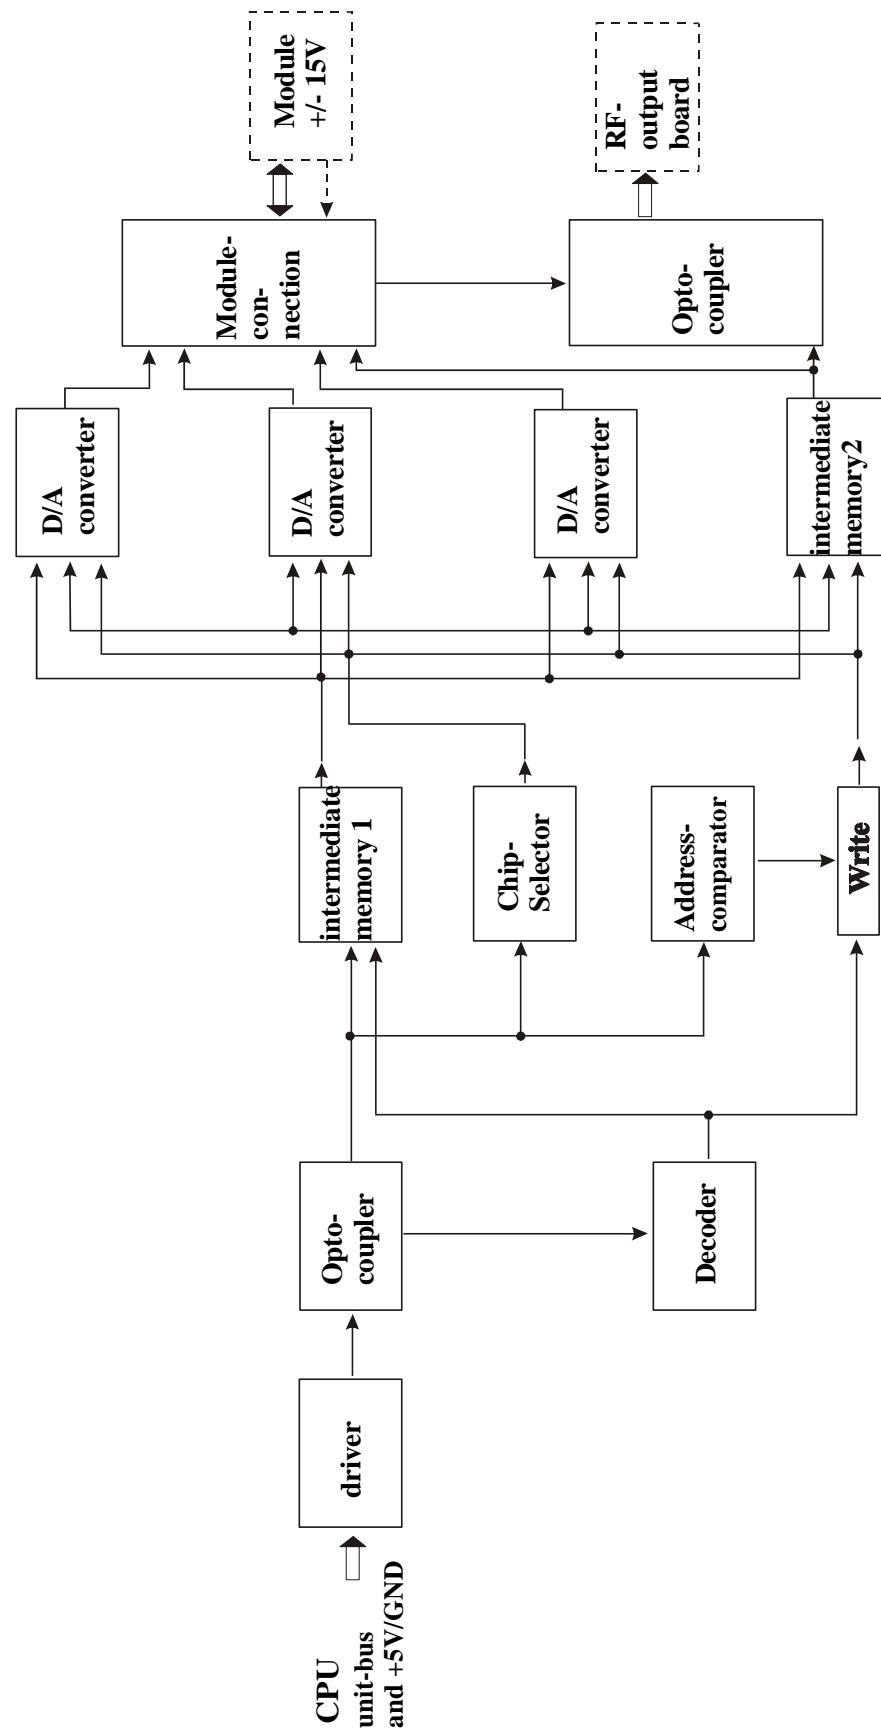 CPU
unit-bus
and +5V/GND
driver
Opto-
coupler
Decoder
intermediate
memory 1
Chip-
Selector
Address-
comparator
Write
D/A
converter
D/A
converter
D/A
converter
intermediate
memory2
Module-
con-
nection
Opto-
coupler
Module
+/- 15V
RF-
output
board